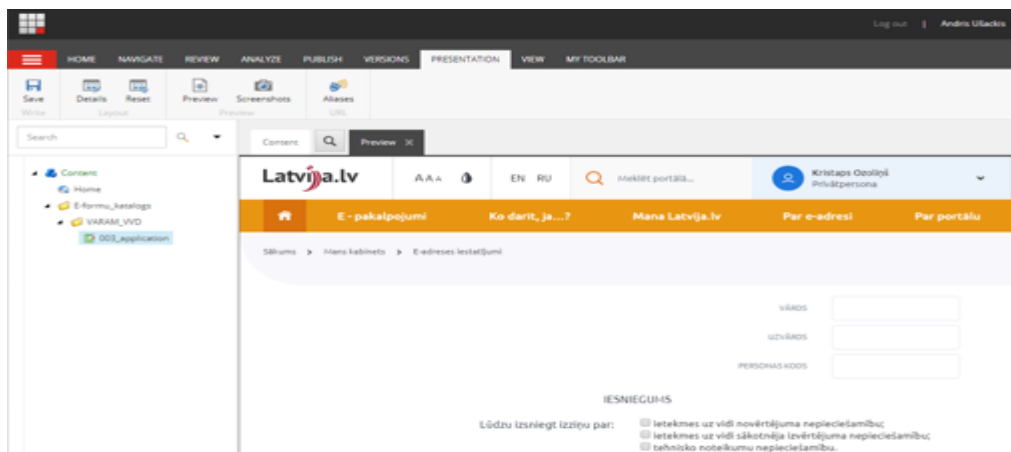 Log out | Andris Ušackis
HOME NAVIGATE REVIEW ANALYZE PUBLISH VERSIONS PRESENTATION VIEW MY TOOLBAR
Save Details Reset Preview Screenshots Aliases
Write Layout Preview URL
Search
Content Preview
Content
Home
E-formu_katalogs
VARAM_VVD
003_application
Latvija.lv AAA EN RU Meklēt portālā... Kristaps Ozoliņš
Privātpersona
E - pakalpojumi Ko darīt, ja...? Mana Latvija.lv Par e-adresi Par portālu
Sākums > Mans kabinets > E-adreses iestatījumi
VĀRDS
UZVĀRDS
PERSONAS KODS
IESNIEGUMS
Lūdzu izsniegt izziņu par:
ietekmes uz vidi novērtējuma nepieciešamību;
ietekmes uz vidi sākotnēja izvērtējuma nepieciešamību;
tehnisko noteikumu nepieciešamību.